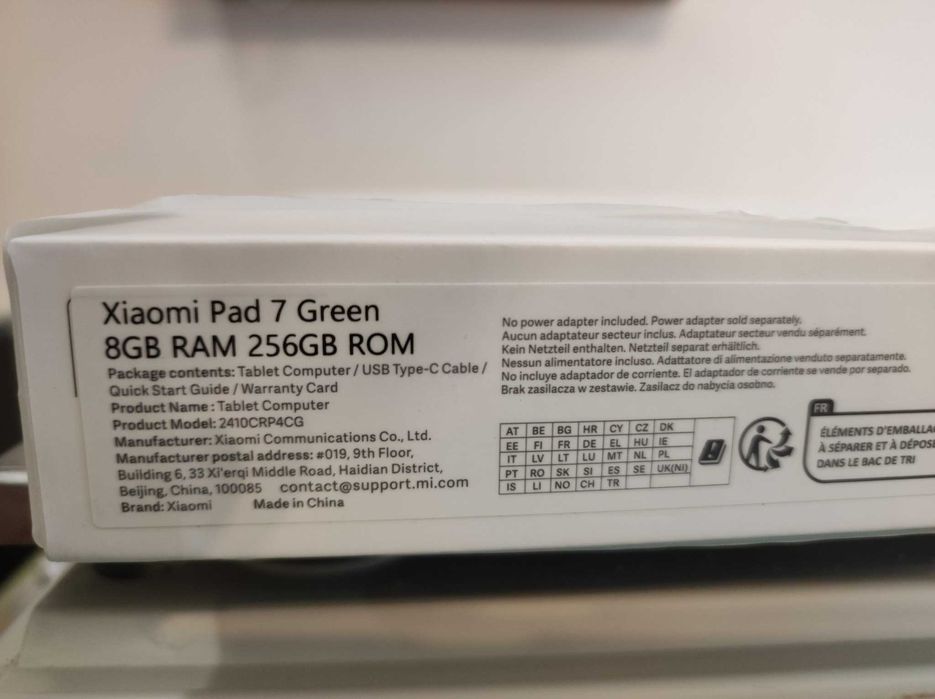 Xiaomi Pad 7 Green
8GB RAM 256GB ROM
Package contents: Tablet Computer / USB Type-C Cable /
Quick Start Guide / Warranty Card
Product Name : Tablet Computer
Product Model: 2410CRP4CG
Manufacturer: Xiaomi Communications Co., Ltd.
Manufacturer postal address: #019, 9th Floor,
Building 6, 33 Xi'erqi Middle Road, Haidian District,
Beijing, China, 100085 contact@support.mi.com
Brand: Xiaomi Made in China
No power adapter included. Power adapter sold separately.
Aucun adaptateur secteur inclus. Adaptateur secteur vendu séparément.
Kein Netzteil enthalten. Netzteil separat erhältlich.
Nessun alimentatore incluso. Adattatore di alimentazione venduto separatamente.
No incluye adaptador de corriente. El adaptador de corriente se vende por separado.
Brak zasilacza w zestawie. Zasilacz do nabycia osobno.
AT BE BG HR CY CZ DK
EE FI FR DE EL HU IE
IT LV LT LU MT NL PL
PT RO SK SI ES SE UK(NI)
IS LI NO CH TR
FR
ÉLÉMENTS D'EMBALLA
À SÉPARER ET À DÉPOS
DANS LE BAC DE TRI